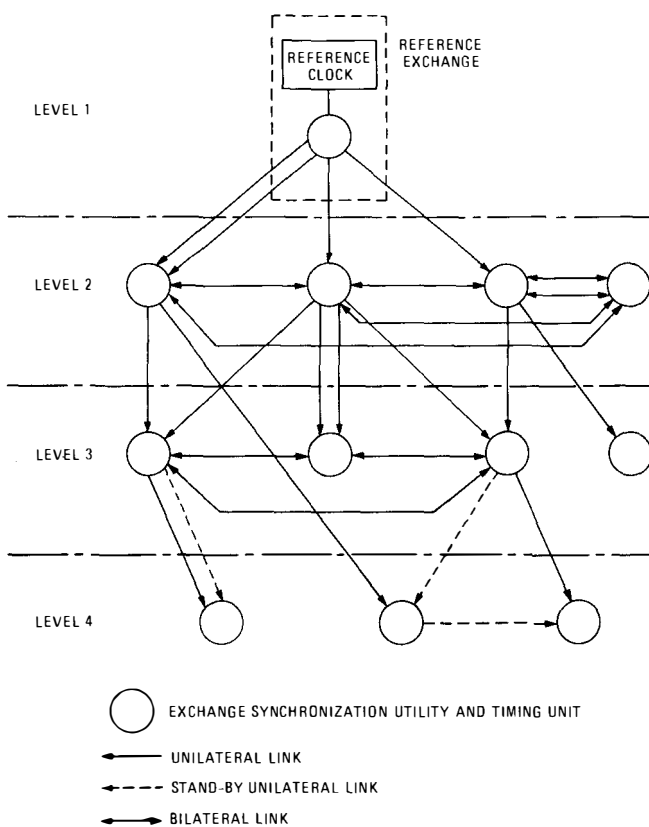 REFERENCE
CLOCK
REFERENCE
EXCHANGE
LEVEL 1
LEVEL 2
LEVEL 3
LEVEL 4
EXCHANGE SYNCHRONIZATION UTILITY AND TIMING UNIT
UNILATERAL LINK
STAND-BY UNILATERAL LINK
BILATERAL LINK